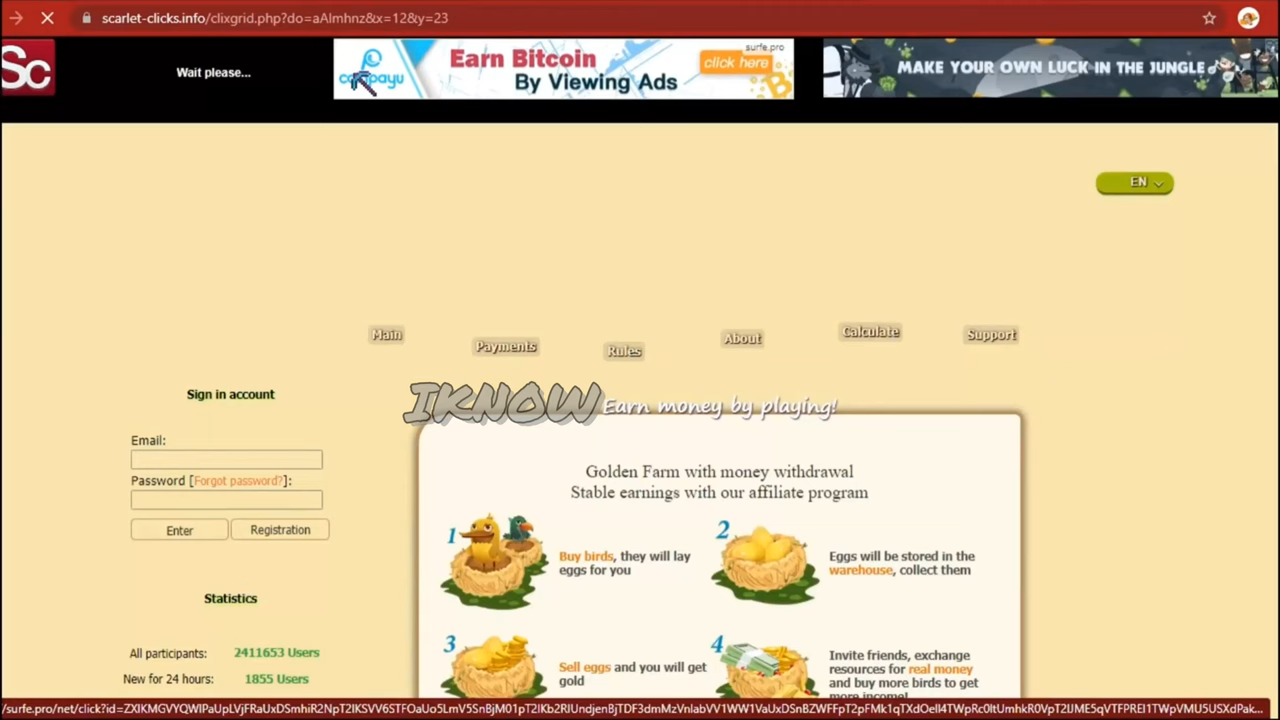 scarlet-clicks.info/clixgrid.php?do=aAlmhnz&x=12&y=23
Sc
Wait please...
Earn Bitcoin
By Viewing Ads
click here
surfe.pro
MAKE YOUR OWN LUCK IN THE JUNGLE
EN
Main
Payments
Rules
About
Calculate
Support
Sign in account
IKNOW
Earn money by playing!
Email:
Password [Forgot password?]:
Enter
Registration
Golden Farm with money withdrawal
Stable earnings with our affiliate program
1
Buy birds, they will lay
eggs for you
2
Eggs will be stored in the
warehouse, collect them
Statistics
All participants: 2411653 Users
New for 24 hours: 1855 Users
3
Sell eggs and you will get
gold
4
Invite friends, exchange
resources for real money
and buy more birds to get
more income!